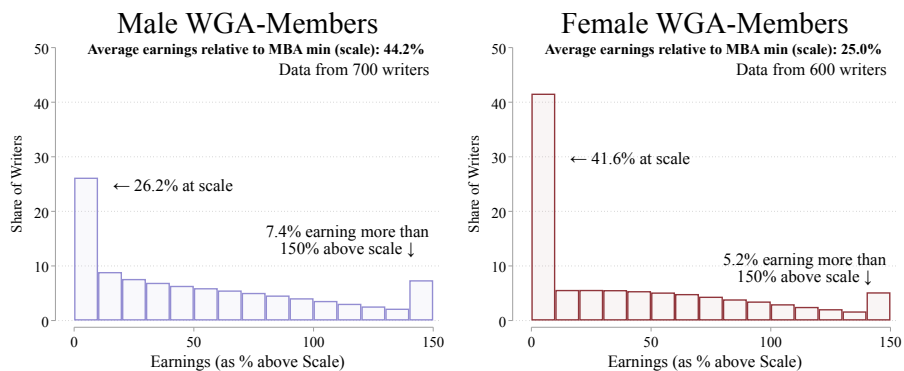 Male WGA-Members
Average earnings relative to MBA min (scale): 44.2%
Data from 700 writers
50
40
30
20
10
0
Share of Writers
← 26.2% at scale
7.4% earning more than
150% above scale ↓
0
50
100
150
Earnings (as % above Scale)
Female WGA-Members
Average earnings relative to MBA min (scale): 25.0%
Data from 600 writers
50
40
30
20
10
0
Share of Writers
← 41.6% at scale
5.2% earning more than
150% above scale ↓
0
50
100
150
Earnings (as % above Scale)